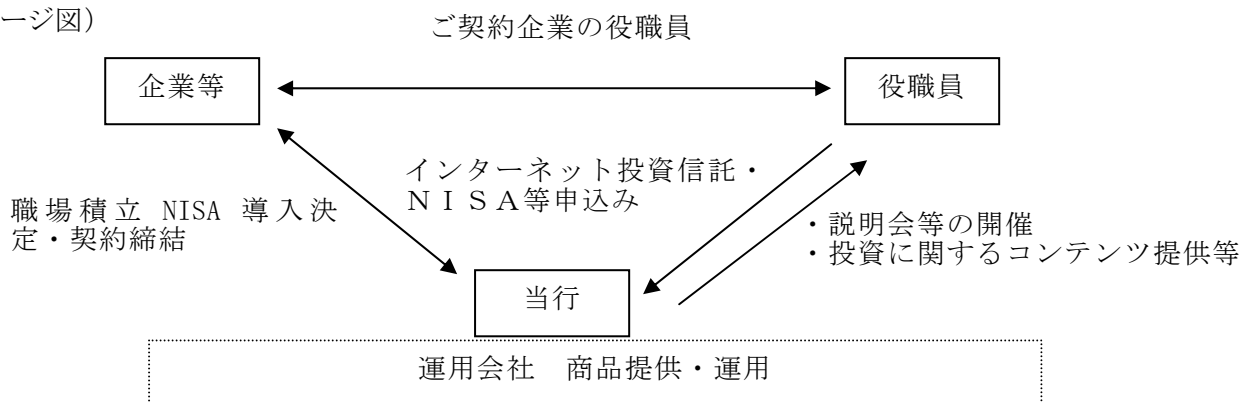 ージ図）
ご契約企業の役職員
企業等
役職員
インターネット投資信託・
ＮＩＳＡ等申込み
職場積立 NISA 導入決
定・契約締結
・説明会等の開催
・投資に関するコンテンツ提供等
当行
運用会社　商品提供・運用